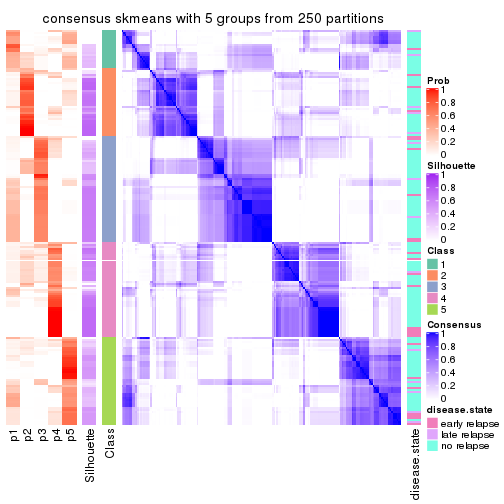 consensus skmeans with 5 groups from 250 partitions
p1
p2
p3
p4
p5
Silhouette
Class
disease.state
Prob
1
0.8
0.6
0.4
0.2
0
Silhouette
1
0.8
0.6
0.4
0.2
0
Class
1
2
3
4
5
Consensus
1
0.8
0.6
0.4
0.2
0
disease.state
early relapse
late relapse
no relapse